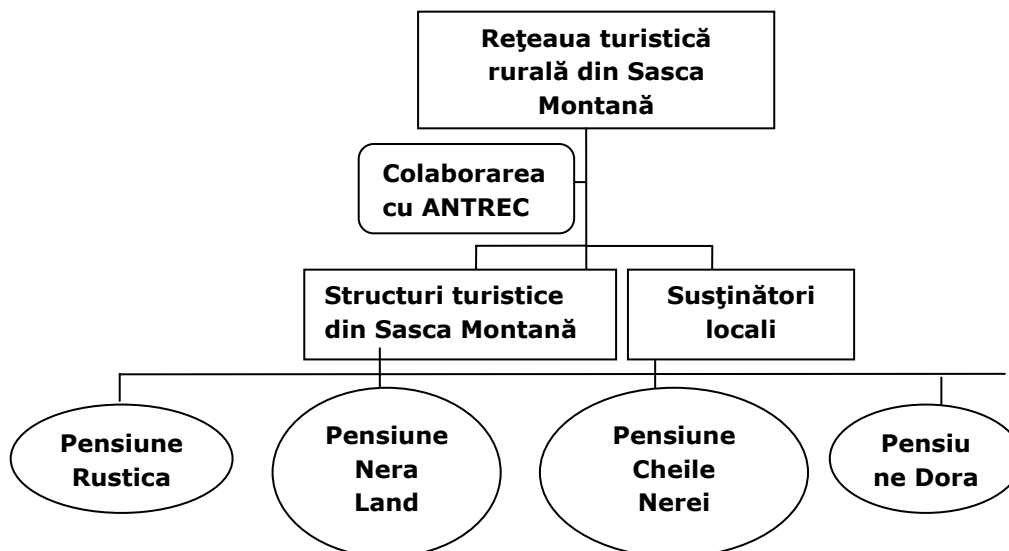 Reţeaua turistică
rurală din Sasca
Montană
Colaborarea
cu ANTREC
Structuri turistice
din Sasca Montană
Susţinători
locali
Pensiune
Rustica
Pensiune
Nera
Land
Pensiune
Cheile
Nerei
Pensiu
ne Dora